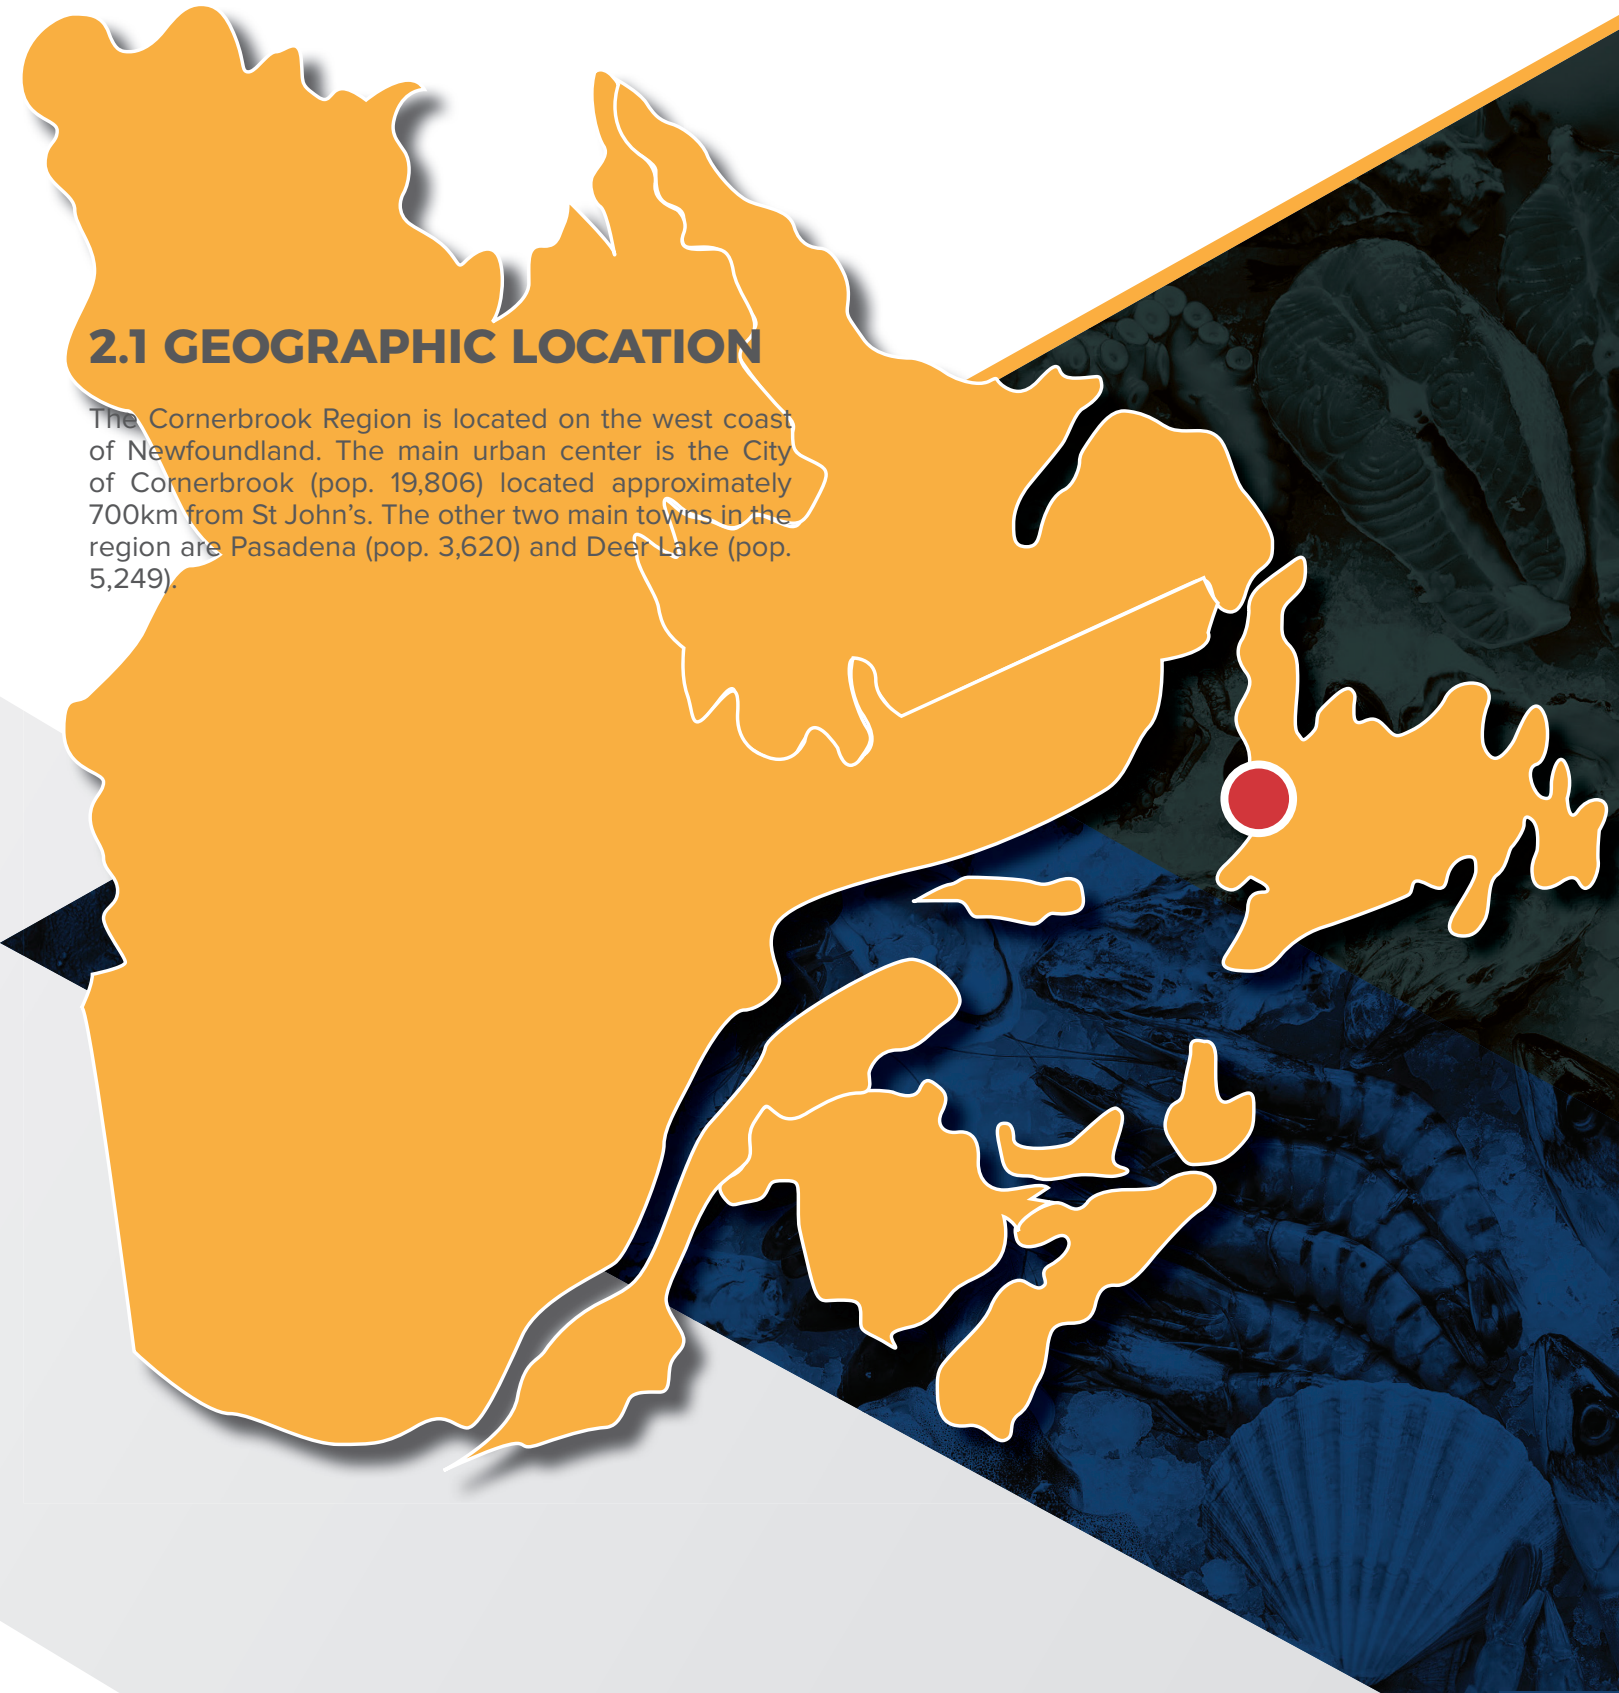 2.1 GEOGRAPHIC LOCATION
The Cornerbrook Region is located on the west coast
of Newfoundland. The main urban center is the City
of Cornerbrook (pop. 19,806) located approximately
700km from St John’s. The other two main towns in the
region are Pasadena (pop. 3,620) and Deer Lake (pop.
5,249).